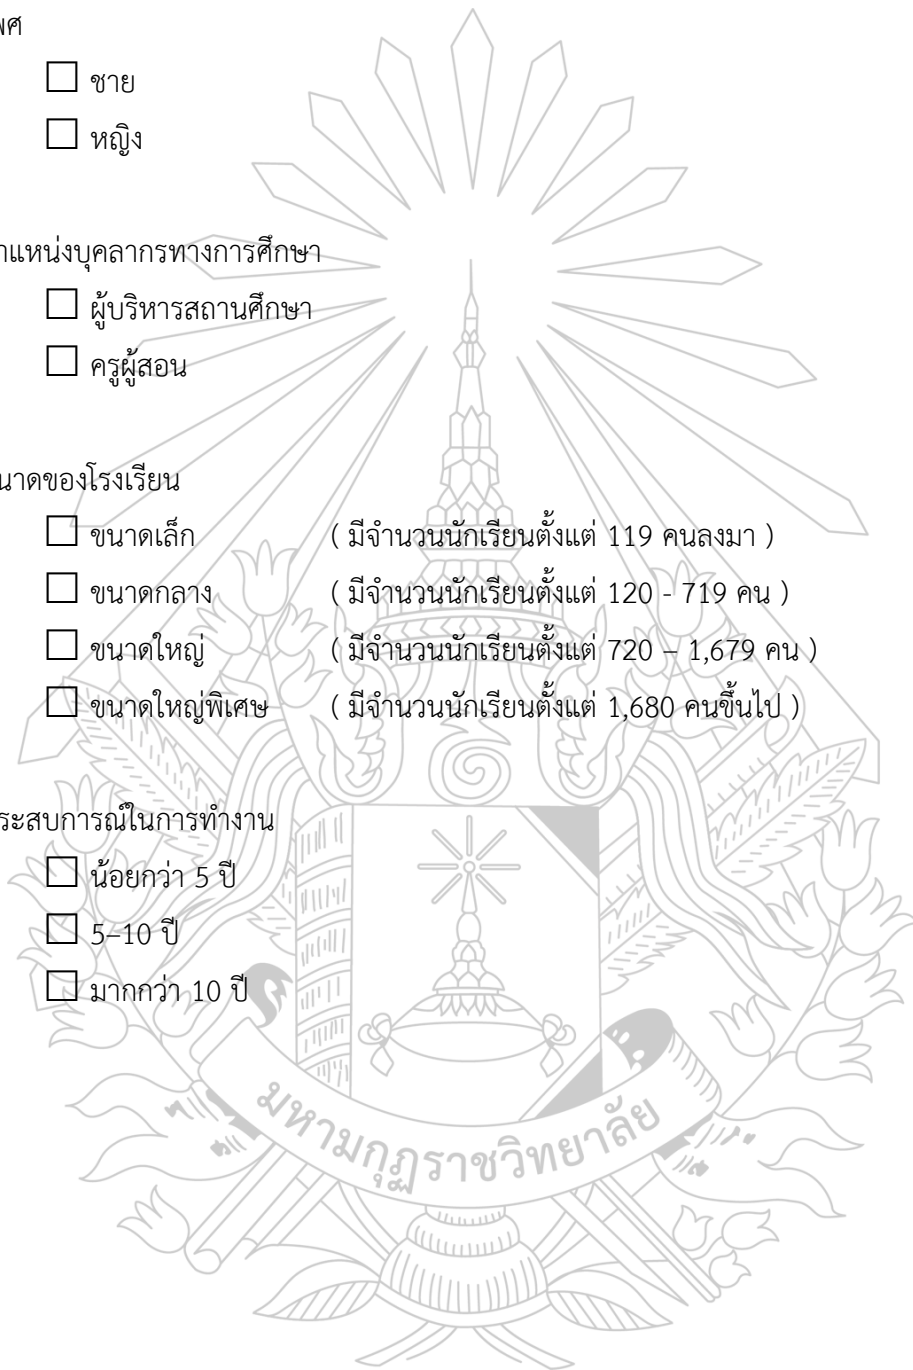 พศ
☐ ชาย
☐ หญิง
ำแหน่งบุคลากรทางการศึกษา
☐ ผู้บริหารสถานศึกษา
☐ ครูผู้สอน
นาดของโรงเรียน
☐ ขนาดเล็ก ( มีจำนวนนักเรียนตั้งแต่ 119 คนลงมา )
☐ ขนาดกลาง ( มีจำนวนนักเรียนตั้งแต่ 120 - 719 คน )
☐ ขนาดใหญ่ ( มีจำนวนนักเรียนตั้งแต่ 720 – 1,679 คน )
☐ ขนาดใหญ่พิเศษ ( มีจำนวนนักเรียนตั้งแต่ 1,680 คนขึ้นไป )
ระสบการณ์ในการทำงาน
☐ น้อยกว่า 5 ปี
☐ 5–10 ปี
☐ มากกว่า 10 ปี
มหามกุฏราชวิทยาลัย